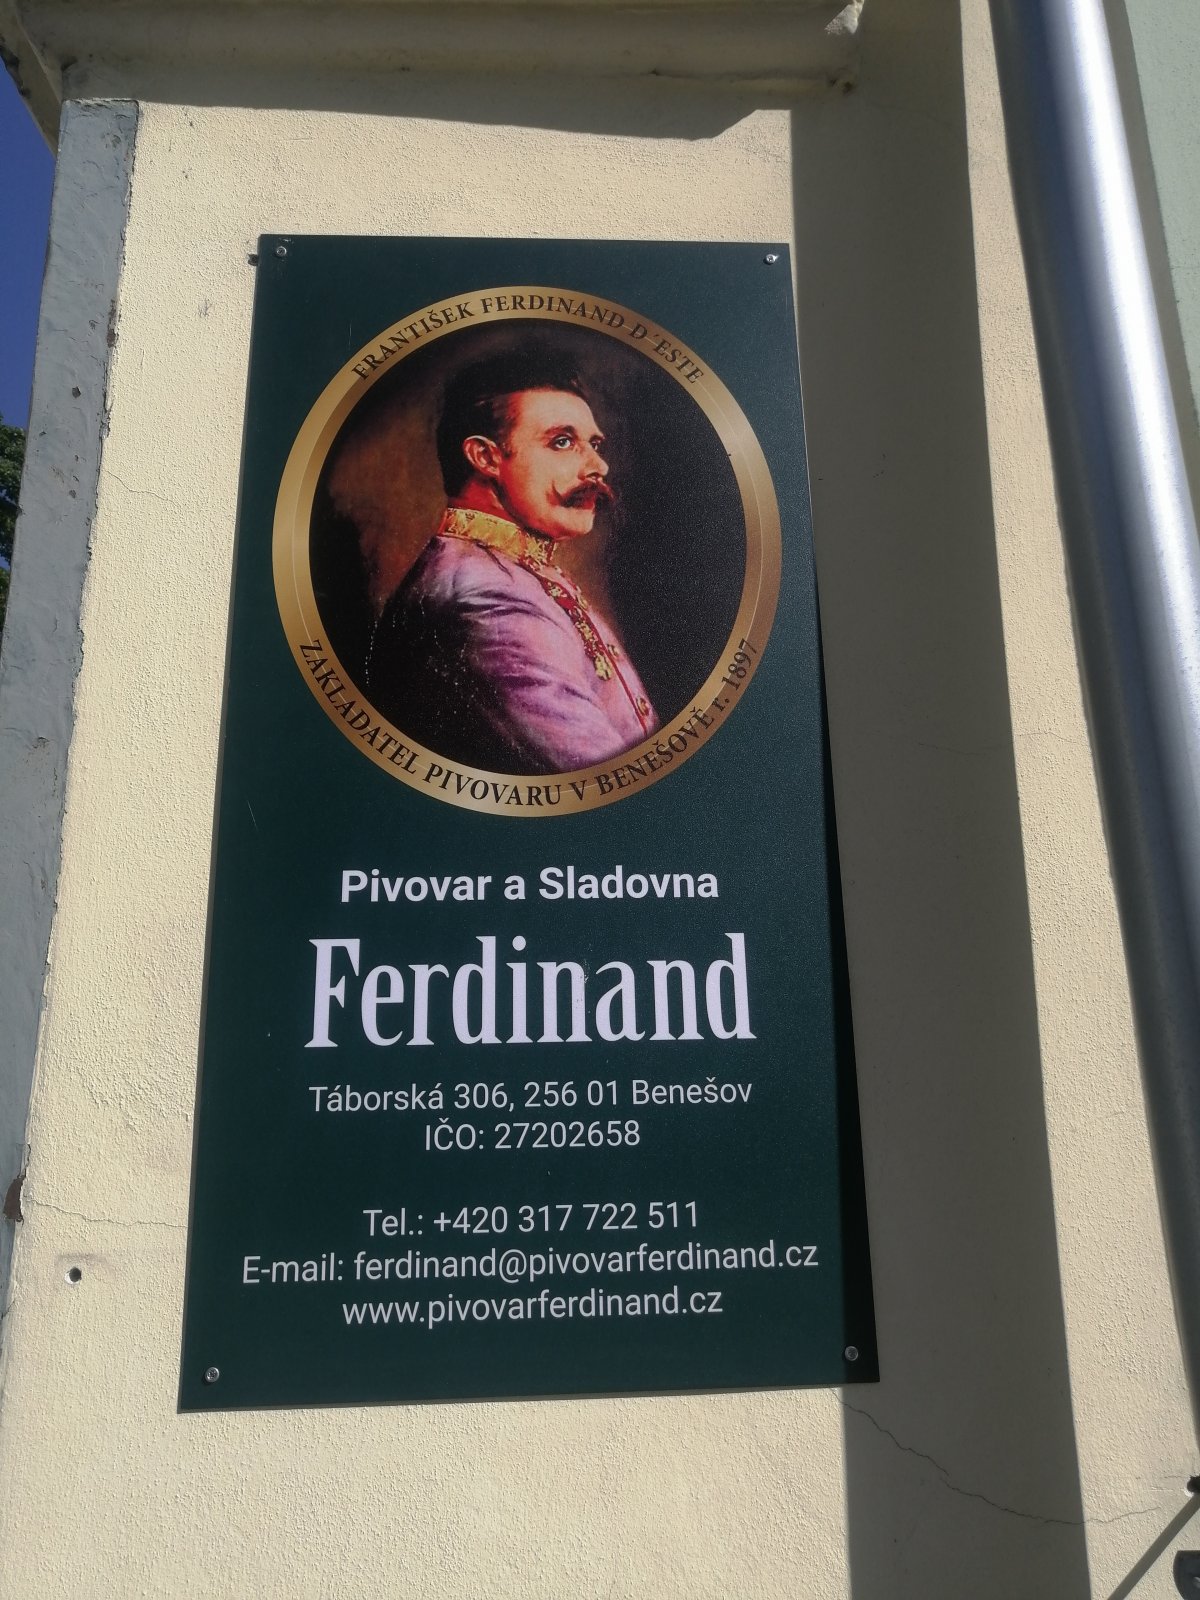 FRANTIŠEK FERDINAND D´ESTE
ZAKLADATEL PIVOVARU V BENEŠOVĚ r. 1897
Pivovar a Sladovna
Ferdinand
Táborská 306, 256 01 Benešov
IČO: 27202658
Tel.: +420 317 722 511
E-mail: ferdinand@pivovarferdinand.cz
www.pivovarferdinand.cz